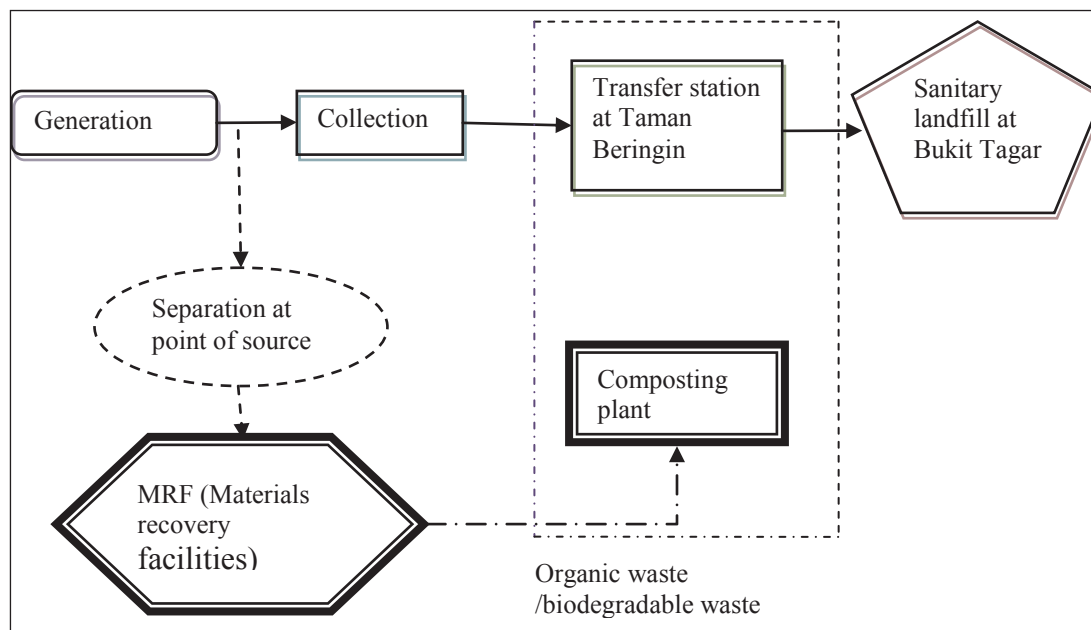 Generation
Collection
Transfer station
at Taman
Beringin
Sanitary
landfill at
Bukit Tagar
Separation at
point of source
Composting
plant
MRF (Materials
recovery
facilities)
Organic waste
/biodegradable waste